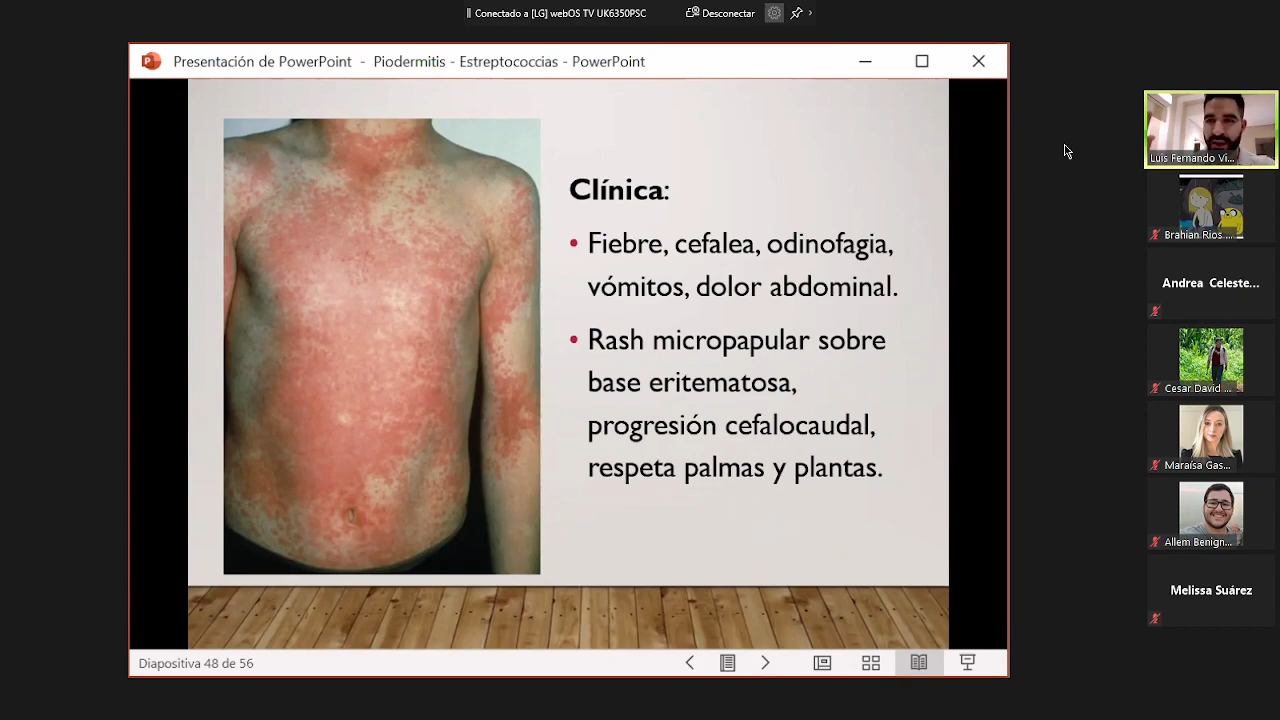 Conectado a [LG] webOS TV UK6350PSC
Desconectar
Presentación de PowerPoint - Piodermitis - Estreptococcias - PowerPoint
Clínica:
• Fiebre, cefalea, odinofagia,
vómitos, dolor abdominal.
• Rash micropapular sobre
base eritematosa,
progresión cefalocaudal,
respeta palmas y plantas.
Diapositiva 48 de 56
Luis Fernando Vi...
Brahian Rios ...
Andrea Celeste...
Cesar David ...
Maraísa Gas...
Allem Benign...
Melissa Suárez